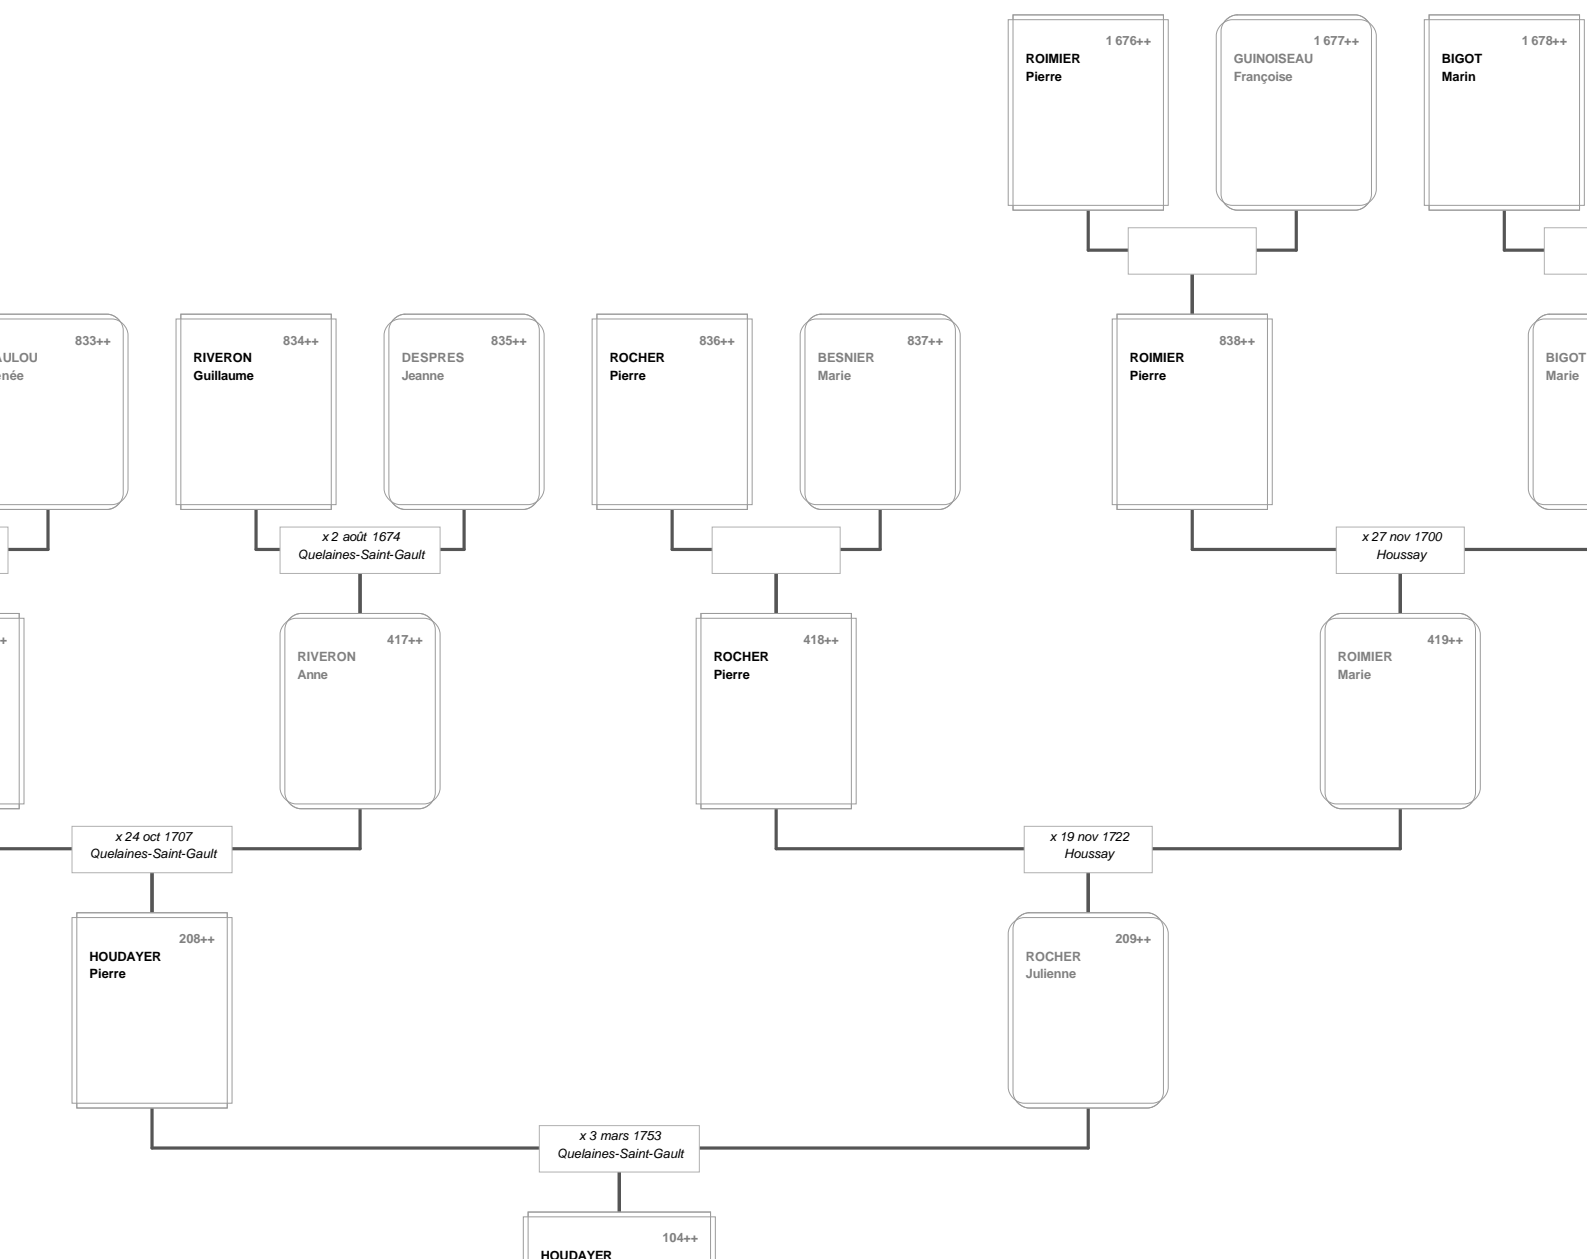 1 676++
ROIMIER
Pierre
1 677++
GUINOISEAU
Françoise
1 678++
BIGOT
Marin
833++
834++
RIVERON
Guillaume
835++
DESPRES
Jeanne
836++
ROCHER
Pierre
837++
BESNIER
Marie
838++
ROIMIER
Pierre
BIGOT
Marie
x 2 août 1674
Quelaines-Saint-Gault
x 27 nov 1700
Houssay
417++
RIVERON
Anne
418++
ROCHER
Pierre
419++
ROIMIER
Marie
x 24 oct 1707
Quelaines-Saint-Gault
x 19 nov 1722
Houssay
208++
HOUDAYER
Pierre
209++
ROCHER
Julienne
x 3 mars 1753
Quelaines-Saint-Gault
104++
HOUDAYER